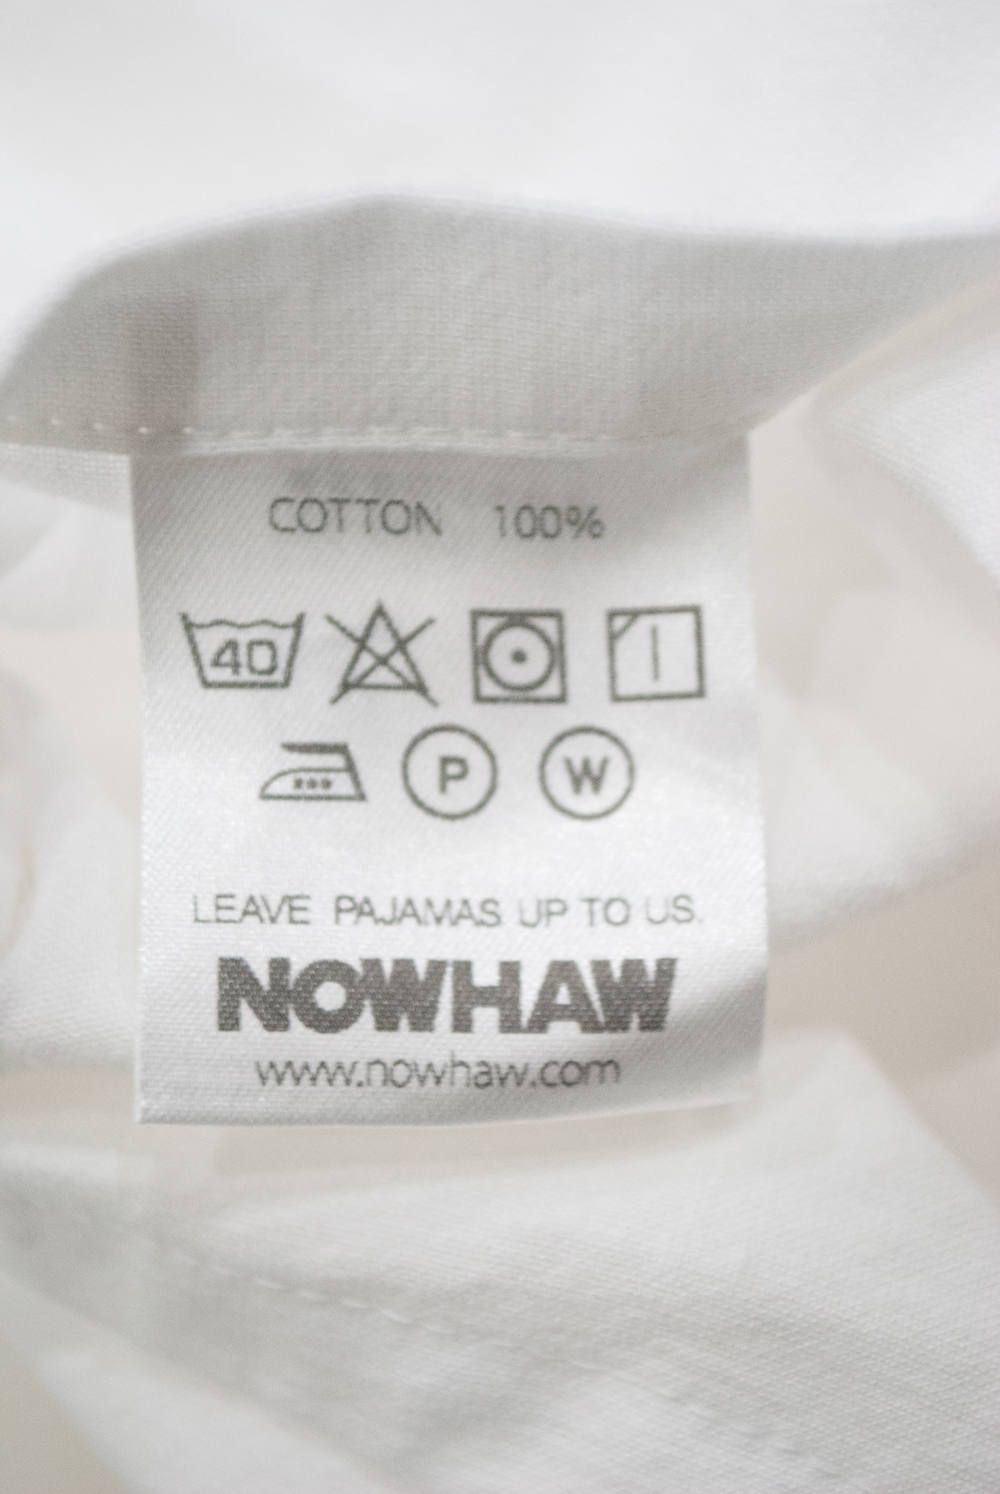 COTTON 100%
40
P W
LEAVE PAJAMAS UP TO US.
NOWHAW
www.nowhaw.com